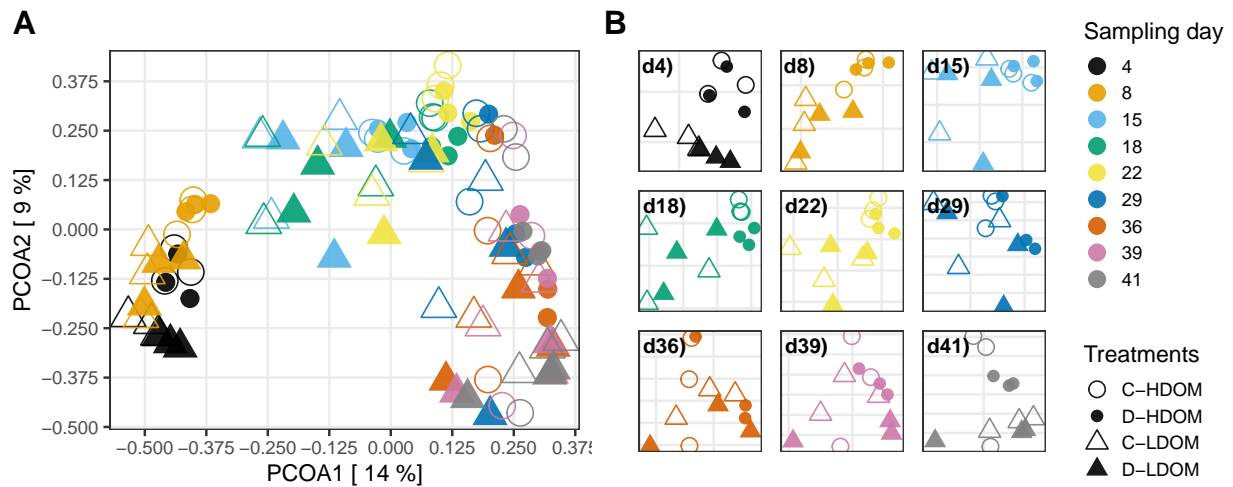 A
B
PCOA2 [ 9 %]
0.375
0.250
0.125
0.000
−0.125
−0.250
−0.375
−0.500
−0.500 −0.375 −0.250 −0.125 0.000 0.125 0.250 0.375
PCOA1 [ 14 %]
d4) d8) d15)
d18) d22) d29)
d36) d39) d41)
Sampling day
4
8
15
18
22
29
36
39
41
Treatments
C−HDOM
D−HDOM
C−LDOM
D−LDOM